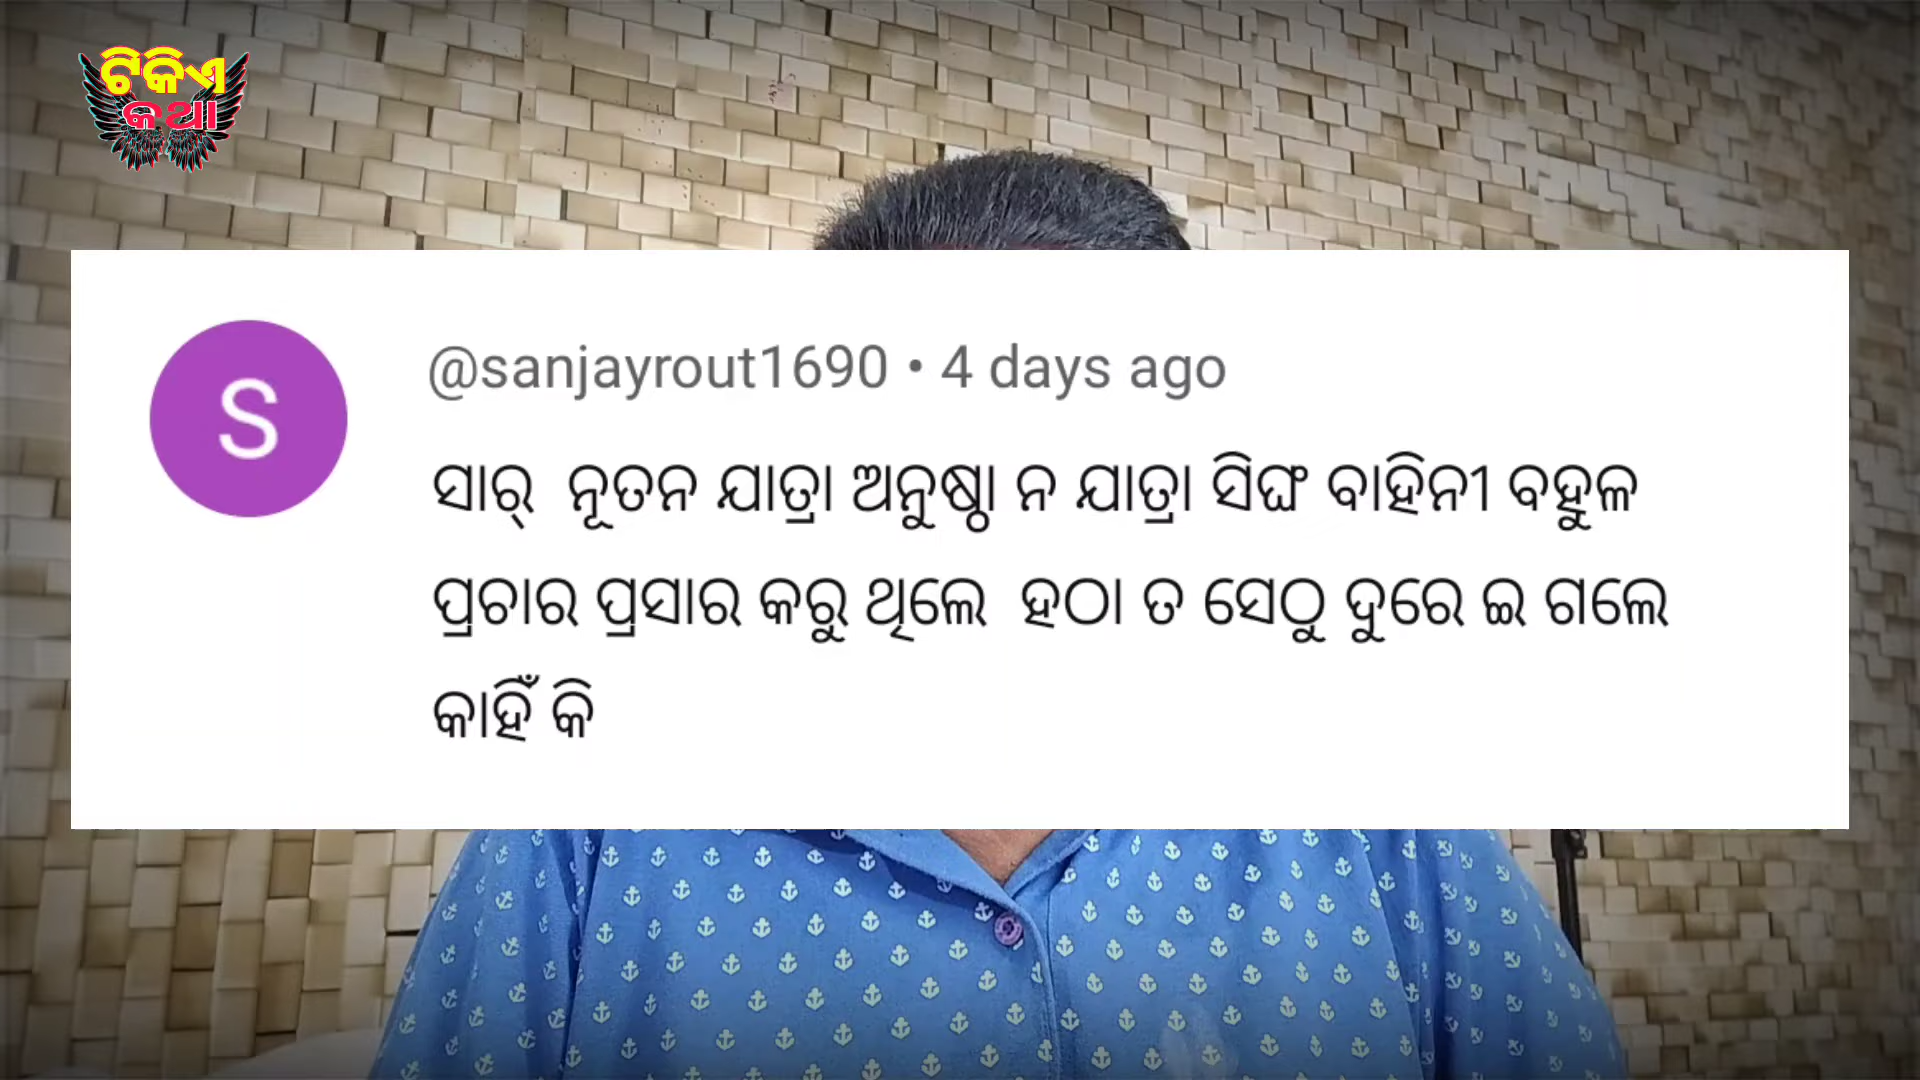 ଟିକିଏ
କଥା
S
@sanjayrout1690 • 4 days ago
ସାର୍ ନୂତନ ଯାତ୍ରା ଅନୁଷ୍ଠା ନ ଯାତ୍ରା ସିଙ୍ଘ ବାହିନୀ ବହୁଳ
ପ୍ରଚାର ପ୍ରସାର କରୁ ଥିଲେ ହଠା ତ ସେଠୁ ଦୁରେ ଇ ଗଲେ
କାହିଁ କି